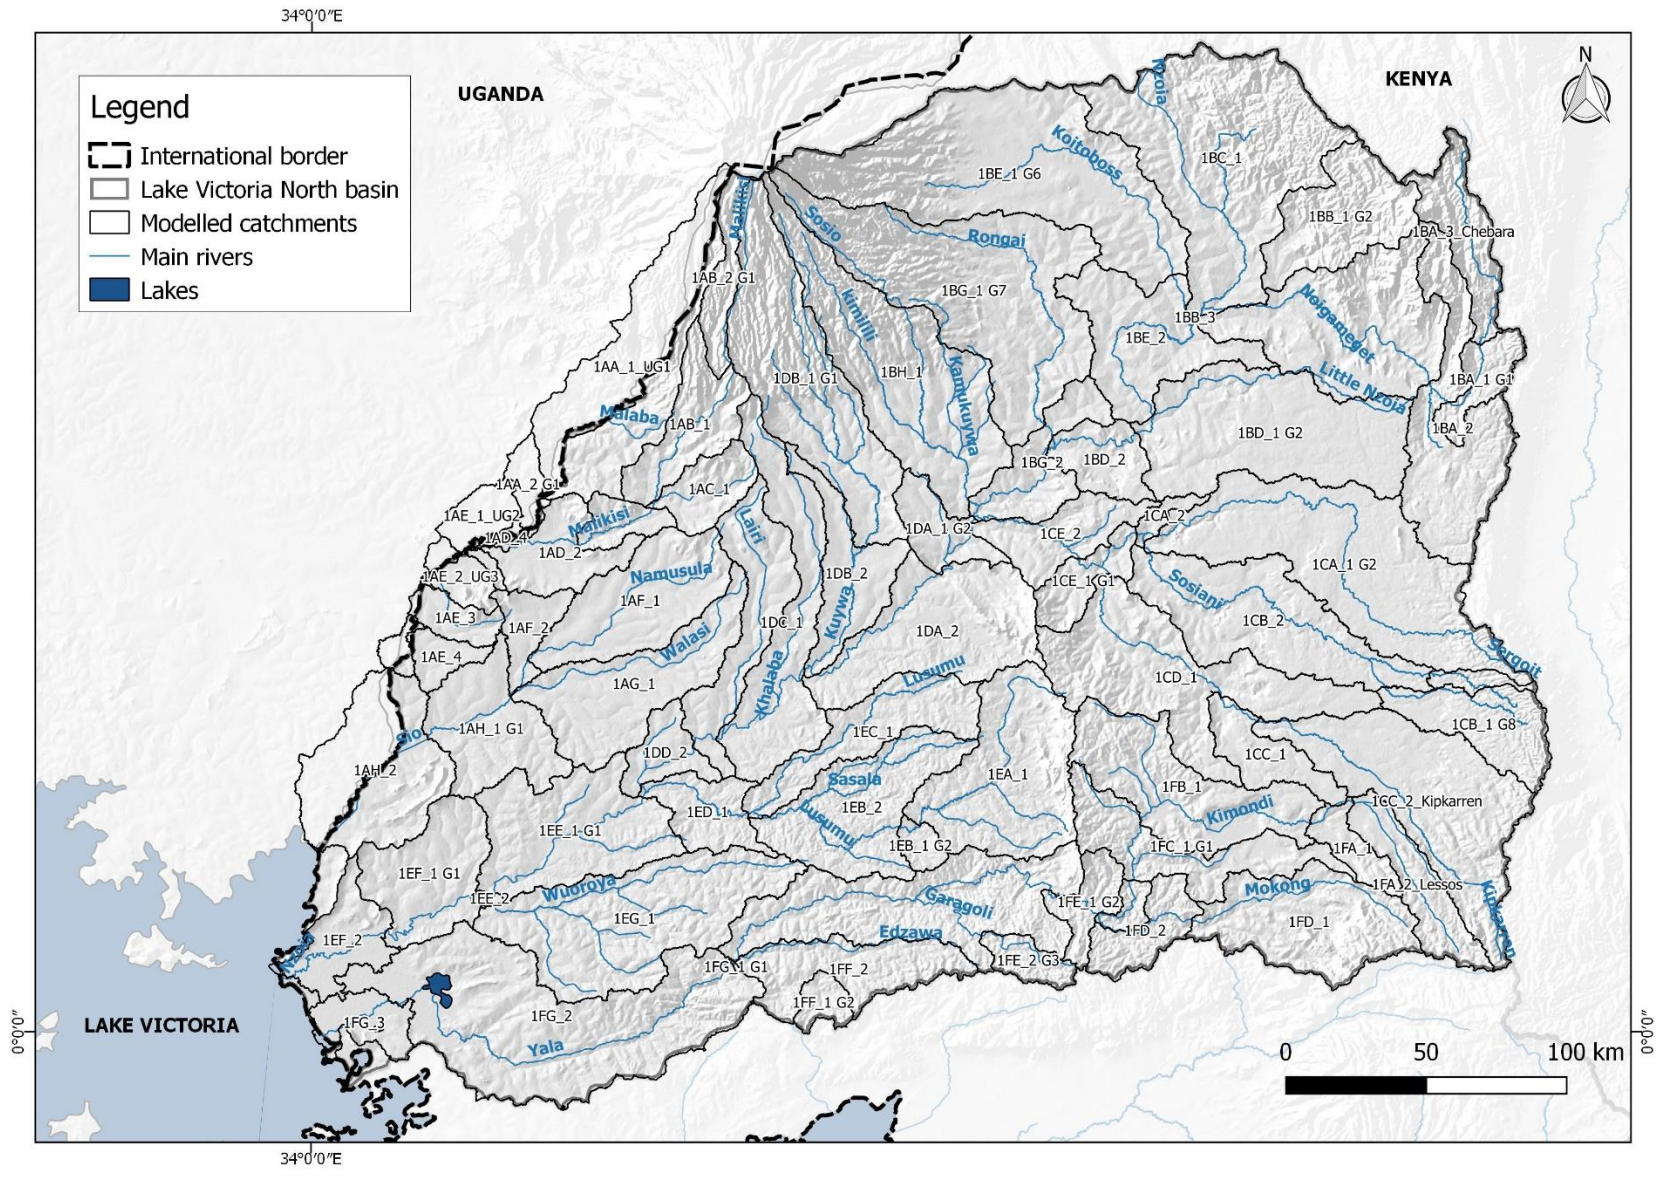 34°0'0"E
Legend
International border
Lake Victoria North basin
Modelled catchments
Main rivers
Lakes
UGANDA
KENYA
N
Nzoia
Koitoboss
1BC_1
1BE_1 G6
Malikisi
Sosio
Rongai
1BB_1 G2
1BA_3_Chebara
1AB_2 G1
kimilili
1BG_1 G7
1BB_3
Noigameget
1BE_2
1AA_1_UG1
1DB_1 G1
1BH_1
Kamukuywa
Little Nzoia
1BA_1 G1
Malaba
1AB_1
1BD_1 G2
1BA_2
1BG_2
1BD_2
1AA_2 G1
1AC_1
1AE_1_UG2
Malikisi
Lairi
1DA_1 G2
1CE_2
1CA_2
1AD_4
1AD_2
1CA_1 G2
1AE_2_UG3
Namusula
1DB_2
1CE_1 G1
Sosiani
1AE_3
1AF_1
1AF_2
Kuywa
1DC_1
1DA_2
1CB_2
1AE_4
Walasi
Sergoit
Lusumu
1CD_1
1AG_1
Khalaba
1AH_1 G1
Sio
1EC_1
1CB_1 G8
1DD_2
1CC_1
1AH_2
Sasala
1EA_1
1FB_1
1CC_2_Kipkarren
1ED_1
1EB_2
Kimondi
Lusumu
1EE_1 G1
1EB_1 G2
1FC_1 G1
1FA_1
1EF_1 G1
1FA_2_Lessos
Wuoroya
Mokong
1EE_2
Garagoli
1FE_1 G2
Kipkarren
1EG_1
1FD_1
Edzawa
1FD_2
1EF_2
Nzoia
1FE_2 G3
1FG_1 G1
1FF_2
1FF_1 G2
LAKE VICTORIA
1FG_3
1FG_2
Yala
0°0'0"
0°0'0"
0 50 100 km
34°0'0"E